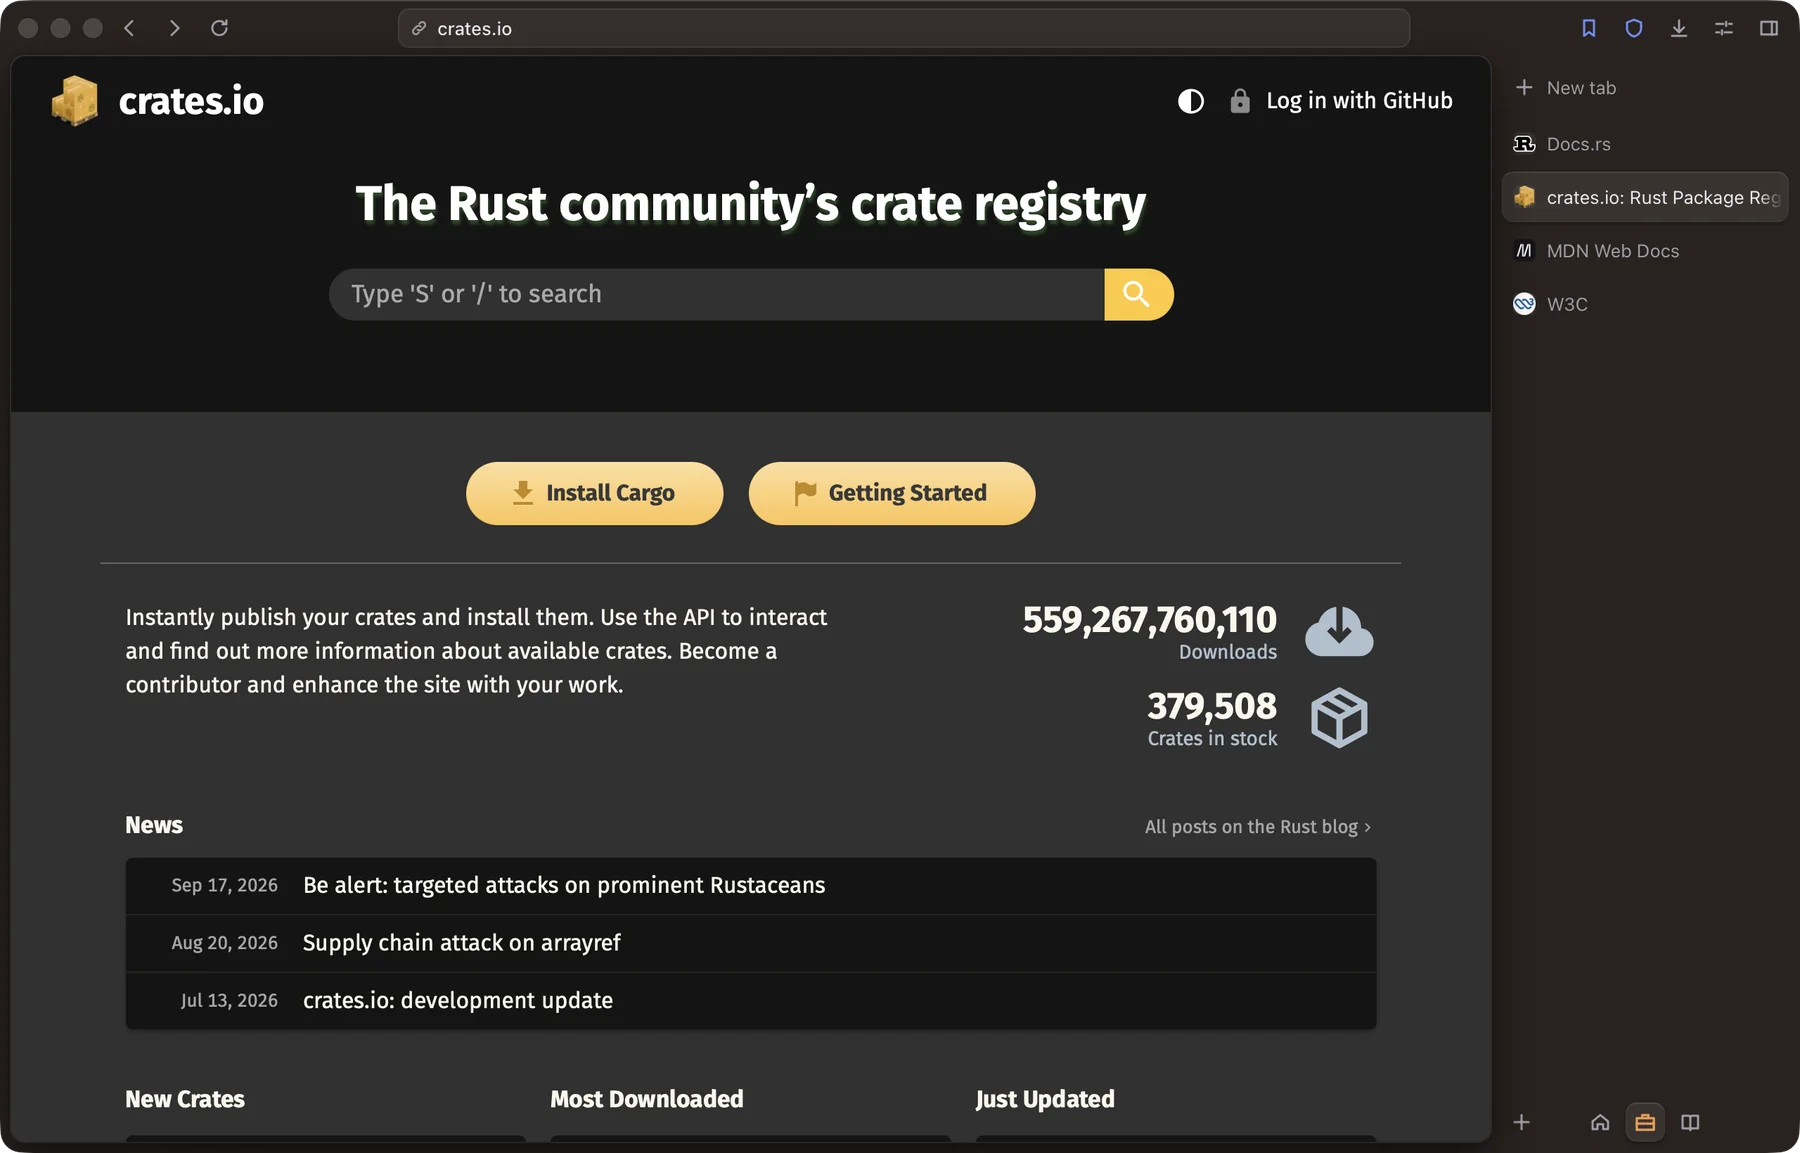 crates.io
crates.io
Log in with GitHub
The Rust community’s crate registry
Type 'S' or '/' to search
Install Cargo
Getting Started
Instantly publish your crates and install them. Use the API to interact
and find out more information about available crates. Become a
contributor and enhance the site with your work.
559,267,760,110
Downloads
379,508
Crates in stock
News
All posts on the Rust blog ›
Sep 17, 2026 Be alert: targeted attacks on prominent Rustaceans
Aug 20, 2026 Supply chain attack on arrayref
Jul 13, 2026 crates.io: development update
New Crates
Most Downloaded
Just Updated
New tab
Docs.rs
crates.io: Rust Package Reg
MDN Web Docs
W3C